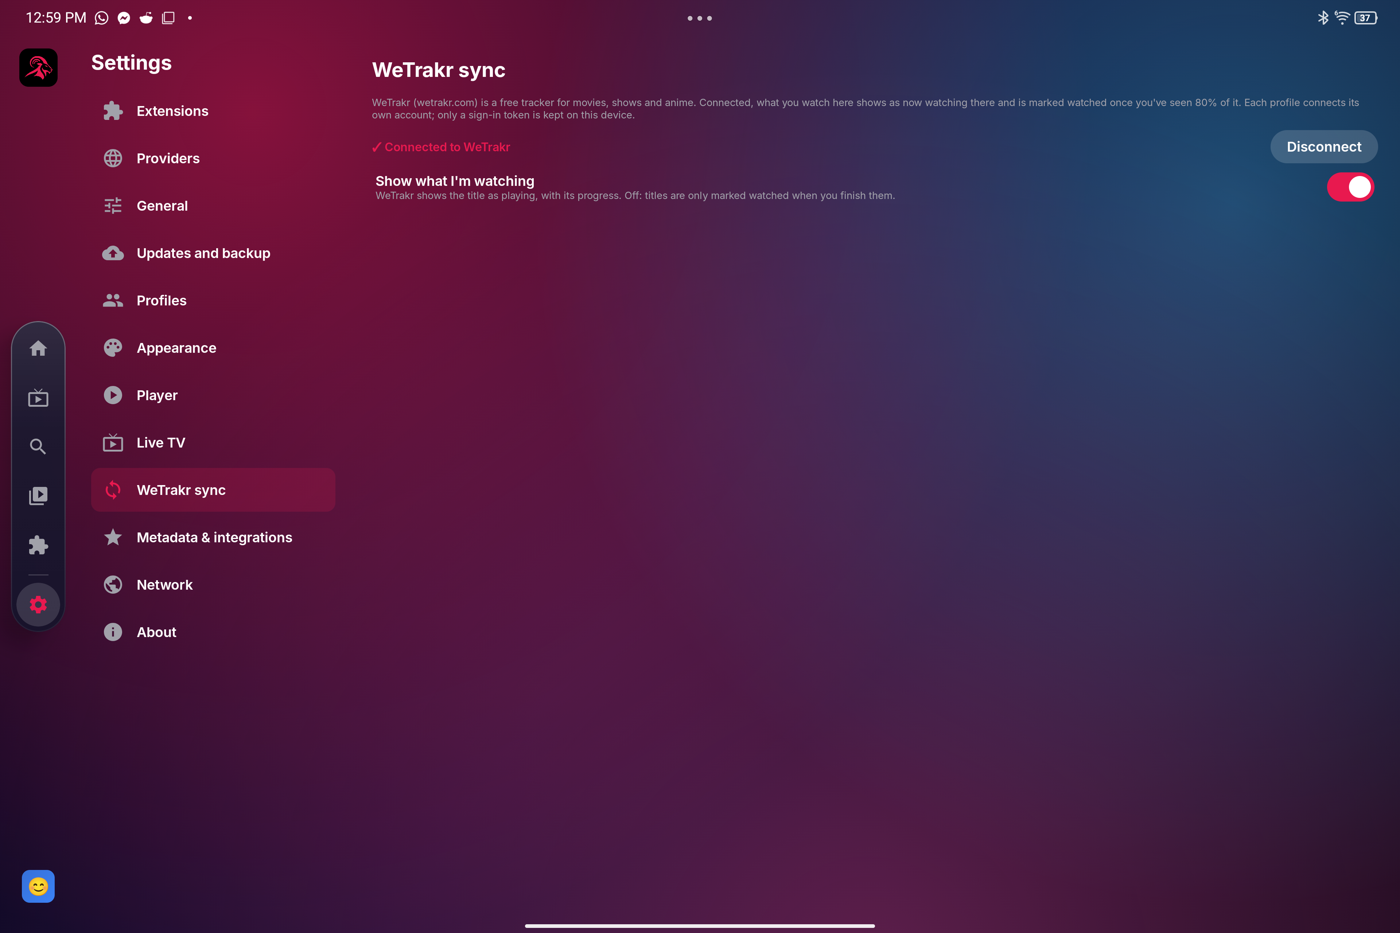 12:59 PM
37
Settings
Extensions
Providers
General
Updates and backup
Profiles
Appearance
Player
Live TV
WeTrakr sync
Metadata & integrations
Network
About
WeTrakr sync
WeTrakr (wetrakr.com) is a free tracker for movies, shows and anime. Connected, what you watch here shows as now watching there and is marked watched once you've seen 80% of it. Each profile connects its
own account; only a sign-in token is kept on this device.
✓ Connected to WeTrakr
Disconnect
Show what I'm watching
WeTrakr shows the title as playing, with its progress. Off: titles are only marked watched when you finish them.